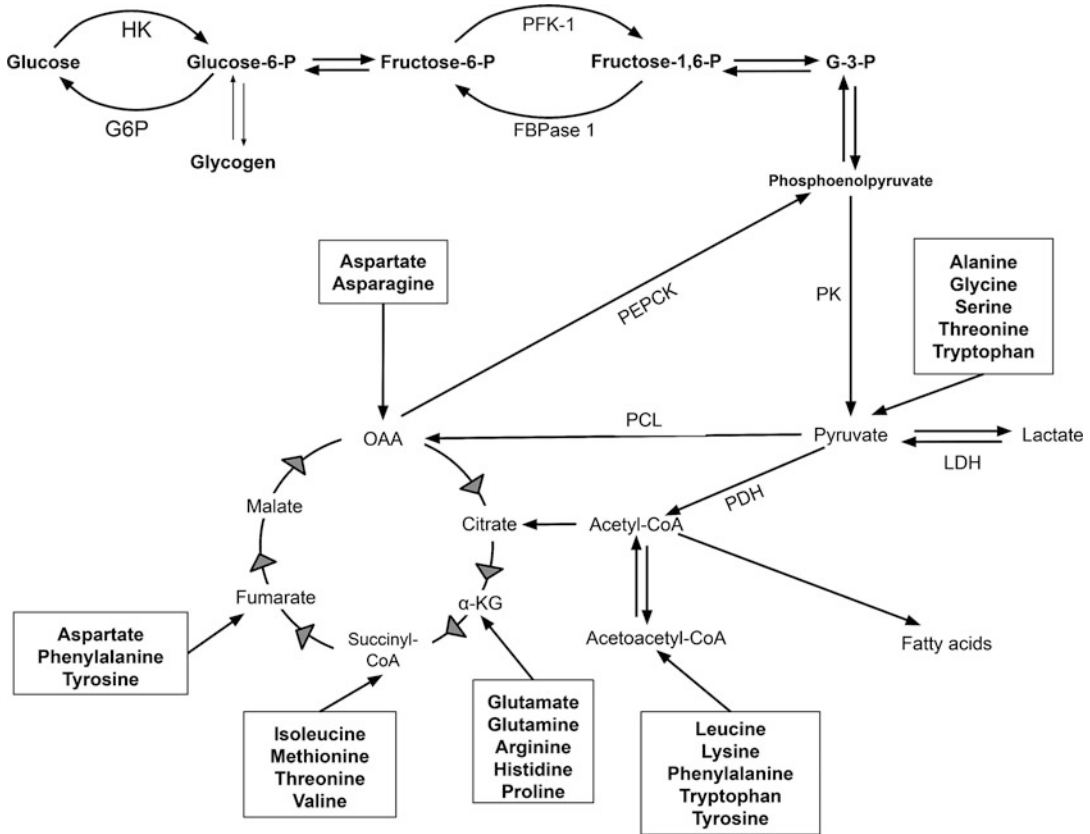 HK
PFK-1
Glucose
Glucose-6-P
Fructose-6-P
Fructose-1,6-P
G-3-P
G6P
FBPase 1
Glycogen
Phosphoenolpyruvate
Aspartate
Asparagine
PEPCK
PK
Alanine
Glycine
Serine
Threonine
Tryptophan
OAA
PCL
Pyruvate
Lactate
LDH
PDH
Malate
Citrate
Acetyl-CoA
Fumarate
α-KG
Succinyl-
CoA
Acetoacetyl-CoA
Fatty acids
Aspartate
Phenylalanine
Tyrosine
Isoleucine
Methionine
Threonine
Valine
Glutamate
Glutamine
Arginine
Histidine
Proline
Leucine
Lysine
Phenylalanine
Tryptophan
Tyrosine